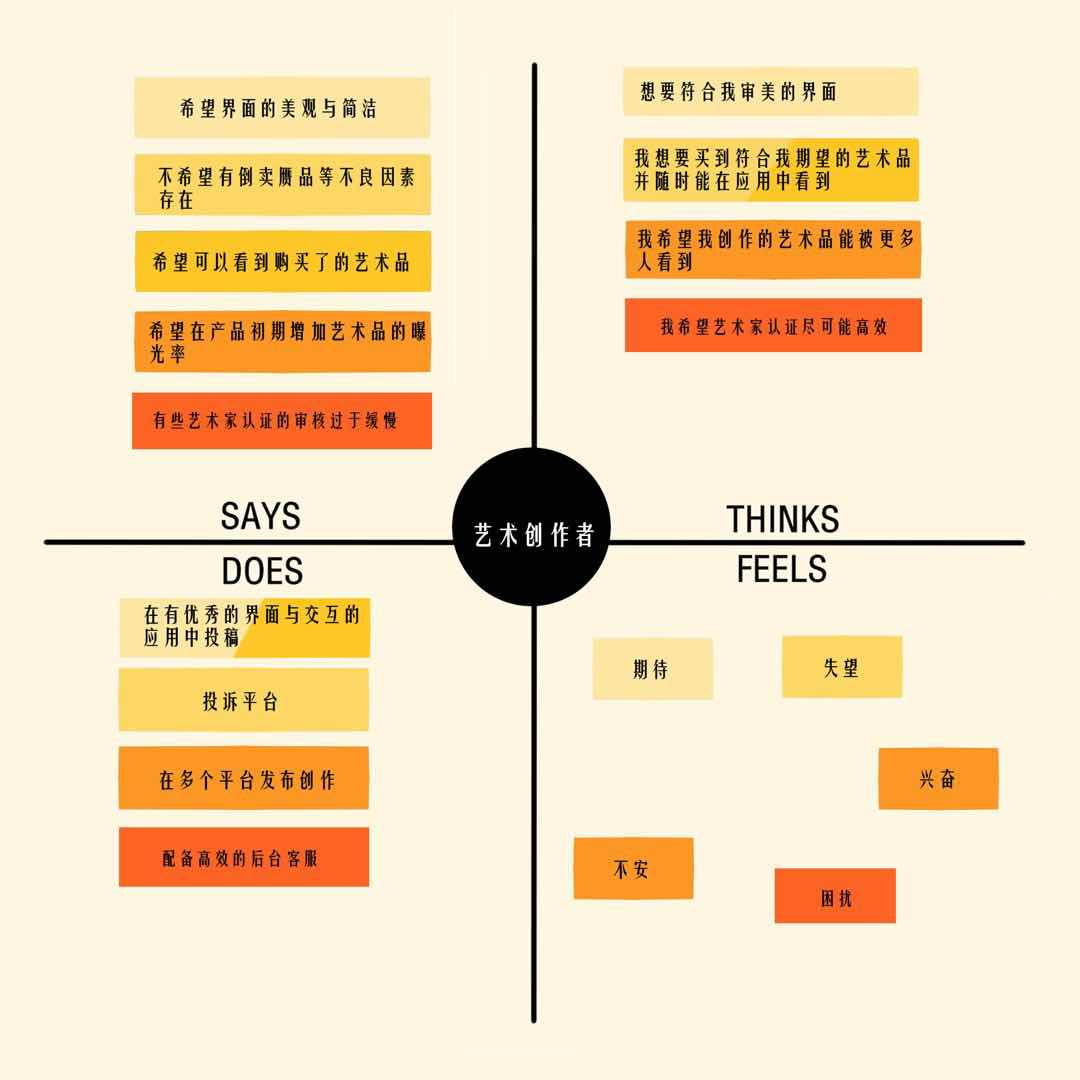 希望界面的美观与简洁
不希望有倒卖赝品等不良因素
存在
希望可以看到购买了的艺术品
希望在产品初期增加艺术品的曝
光率
有些艺术家认证的审核过于缓慢
SAYS
想要符合我审美的界面
我想要买到符合我期望的艺术品
并随时能在应用中看到
我希望我创作的艺术品能被更多
人看到
我希望艺术家认证尽可能高效
THINKS
艺术创作者
DOES
在有优秀的界面与交互的
应用中投稿
投诉平台
在多个平台发布创作
配备高效的后台客服
FEELS
期待
失望
兴奋
不安
困扰